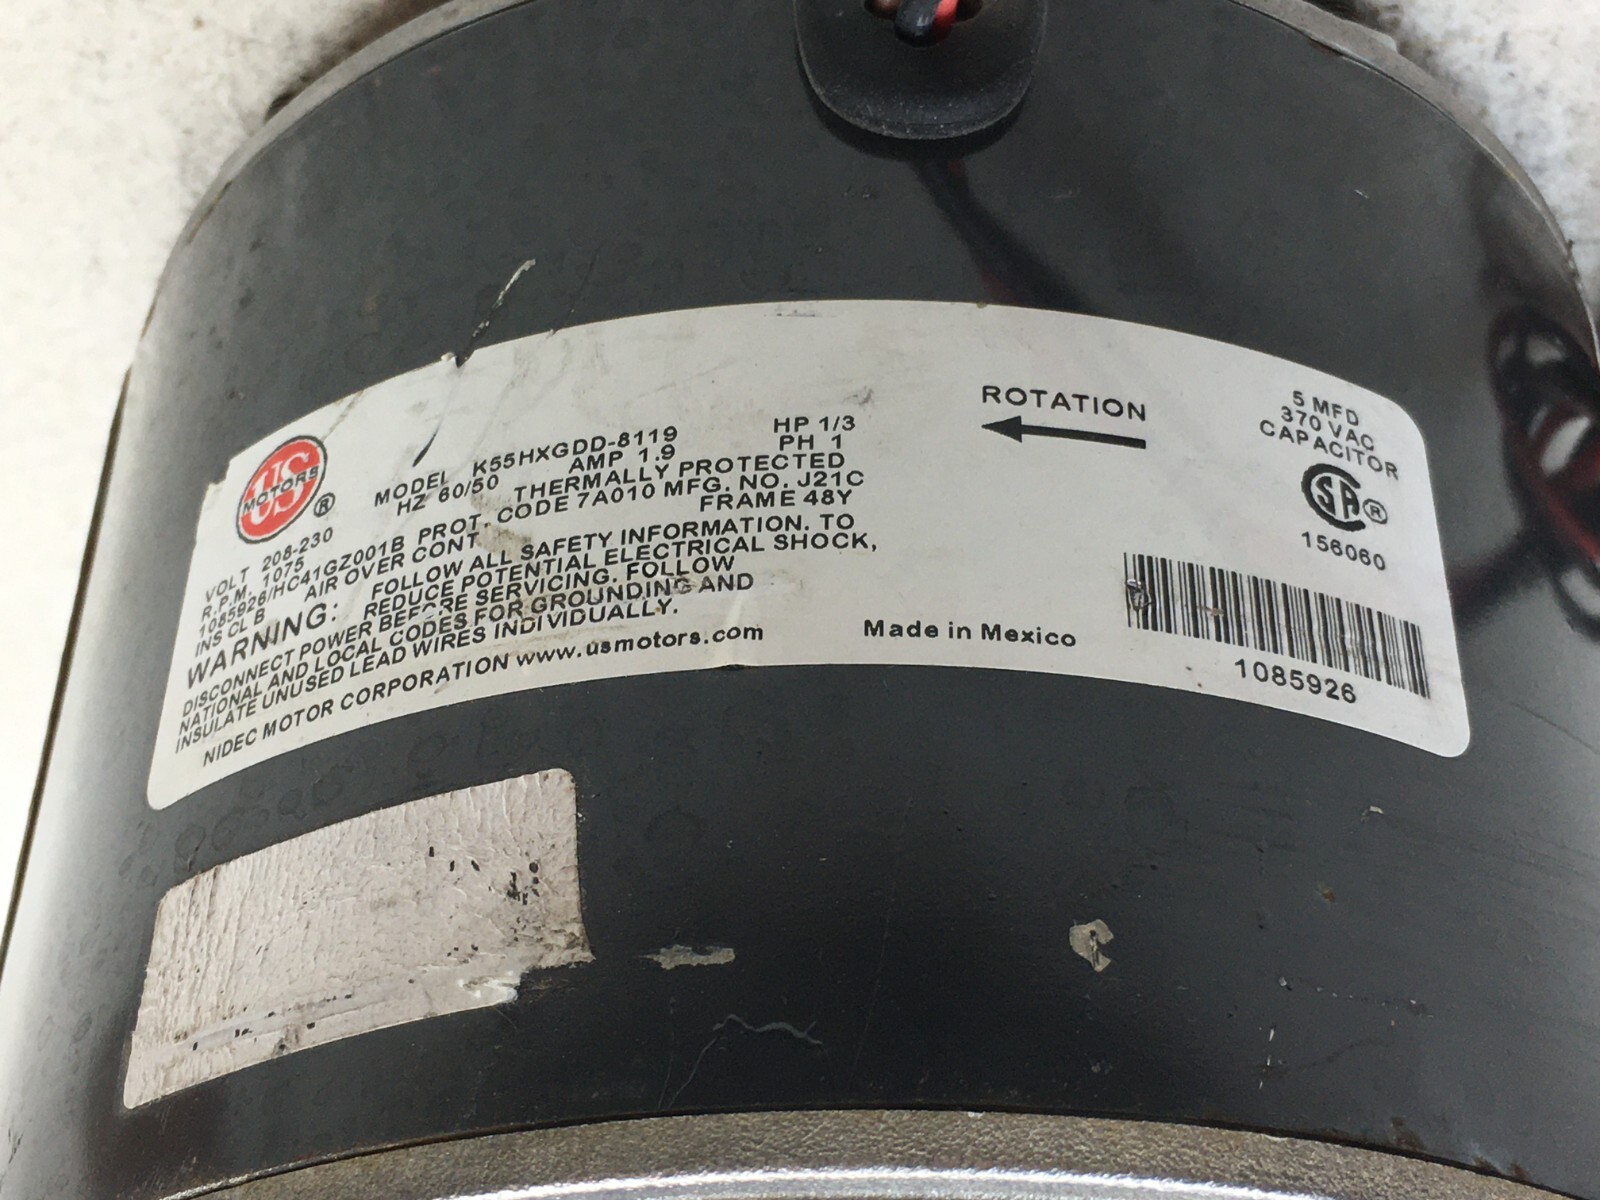 US
MOTORS
®
MODEL K55HXGDD-8119 HP 1/3
HZ 60/50 AMP 1.9 PH 1
VOLT 208-230 THERMALLY PROTECTED
R.P.M. 1075 PROT. CODE 7A010 MFG. NO. J21C
1085926/HC41GZ001B FRAME 48Y
INS CL B AIR OVER CONT.
WARNING: FOLLOW ALL SAFETY INFORMATION. TO
REDUCE POTENTIAL ELECTRICAL SHOCK,
DISCONNECT POWER BEFORE SERVICING. FOLLOW
NATIONAL AND LOCAL CODES FOR GROUNDING AND
INSULATE UNUSED LEAD WIRES INDIVIDUALLY.
NIDEC MOTOR CORPORATION www.usmotors.com
Made in Mexico
ROTATION
5 MFD
370 VAC
CAPACITOR
SA ®
156060
1085926